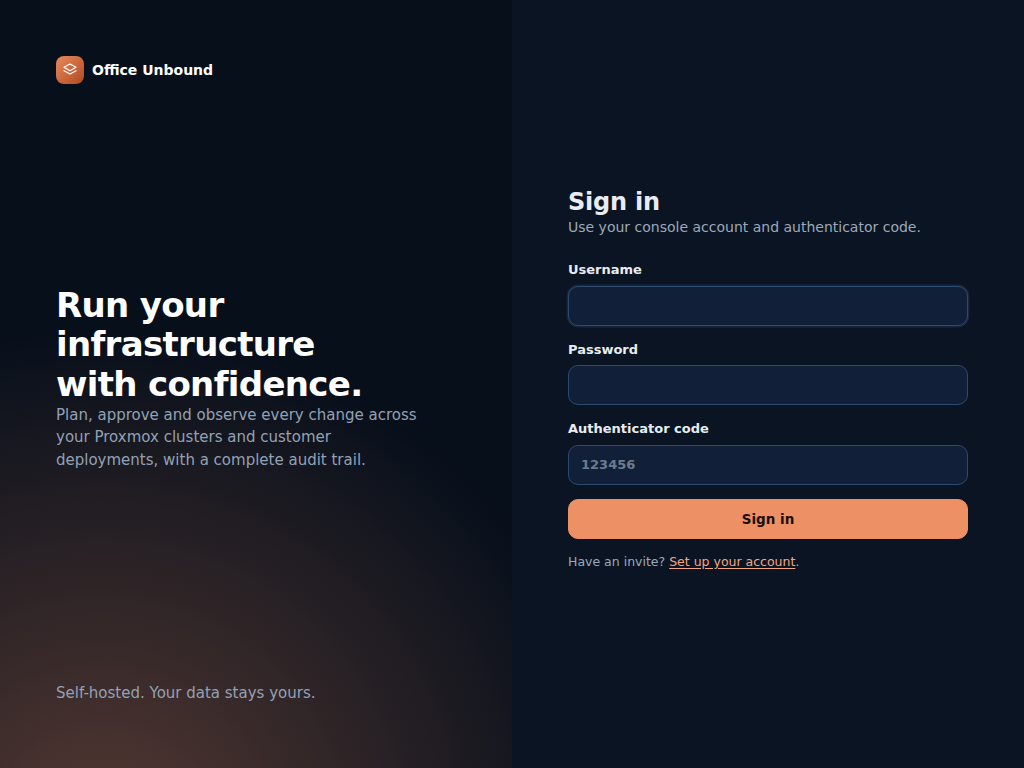 Office Unbound
Run your
infrastructure
with confidence.
Plan, approve and observe every change across
your Proxmox clusters and customer
deployments, with a complete audit trail.
Self-hosted. Your data stays yours.
Sign in
Use your console account and authenticator code.
Username
Password
Authenticator code
123456
Sign in
Have an invite? Set up your account.